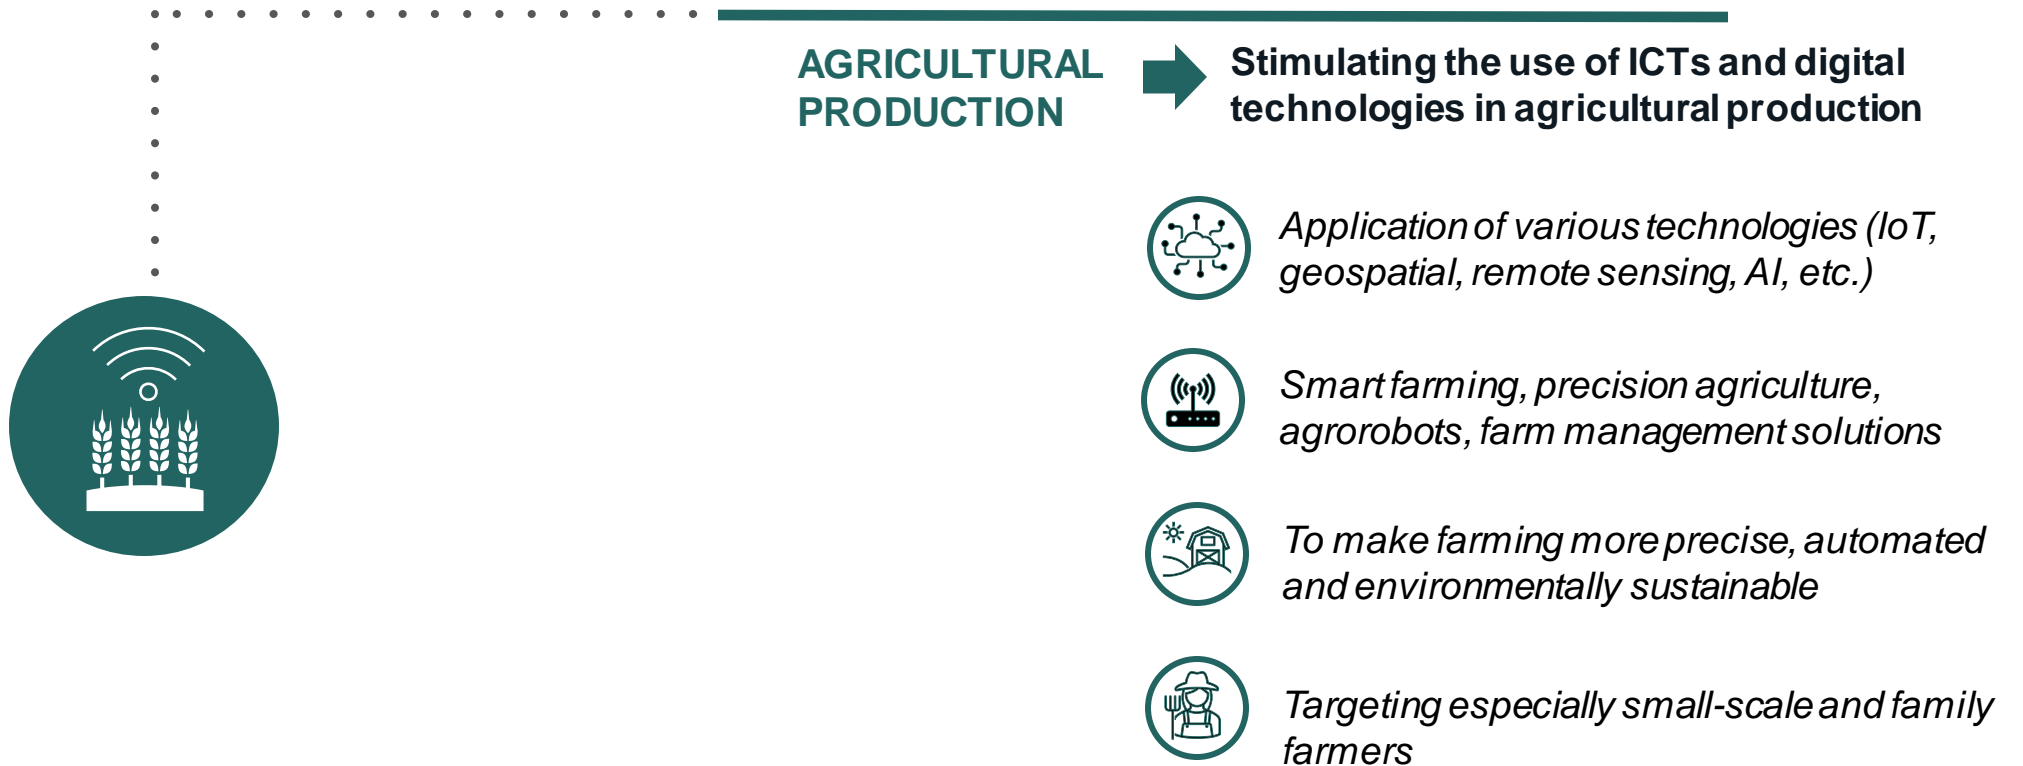 AGRICULTURAL
PRODUCTION
Stimulating the use of ICTs and digital
technologies in agricultural production
Application of various technologies (IoT,
geospatial, remote sensing, AI, etc.)
Smart farming, precision agriculture,
agrorobots, farm management solutions
To make farming more precise, automated
and environmentally sustainable
Targeting especially small-scale and family
farmers